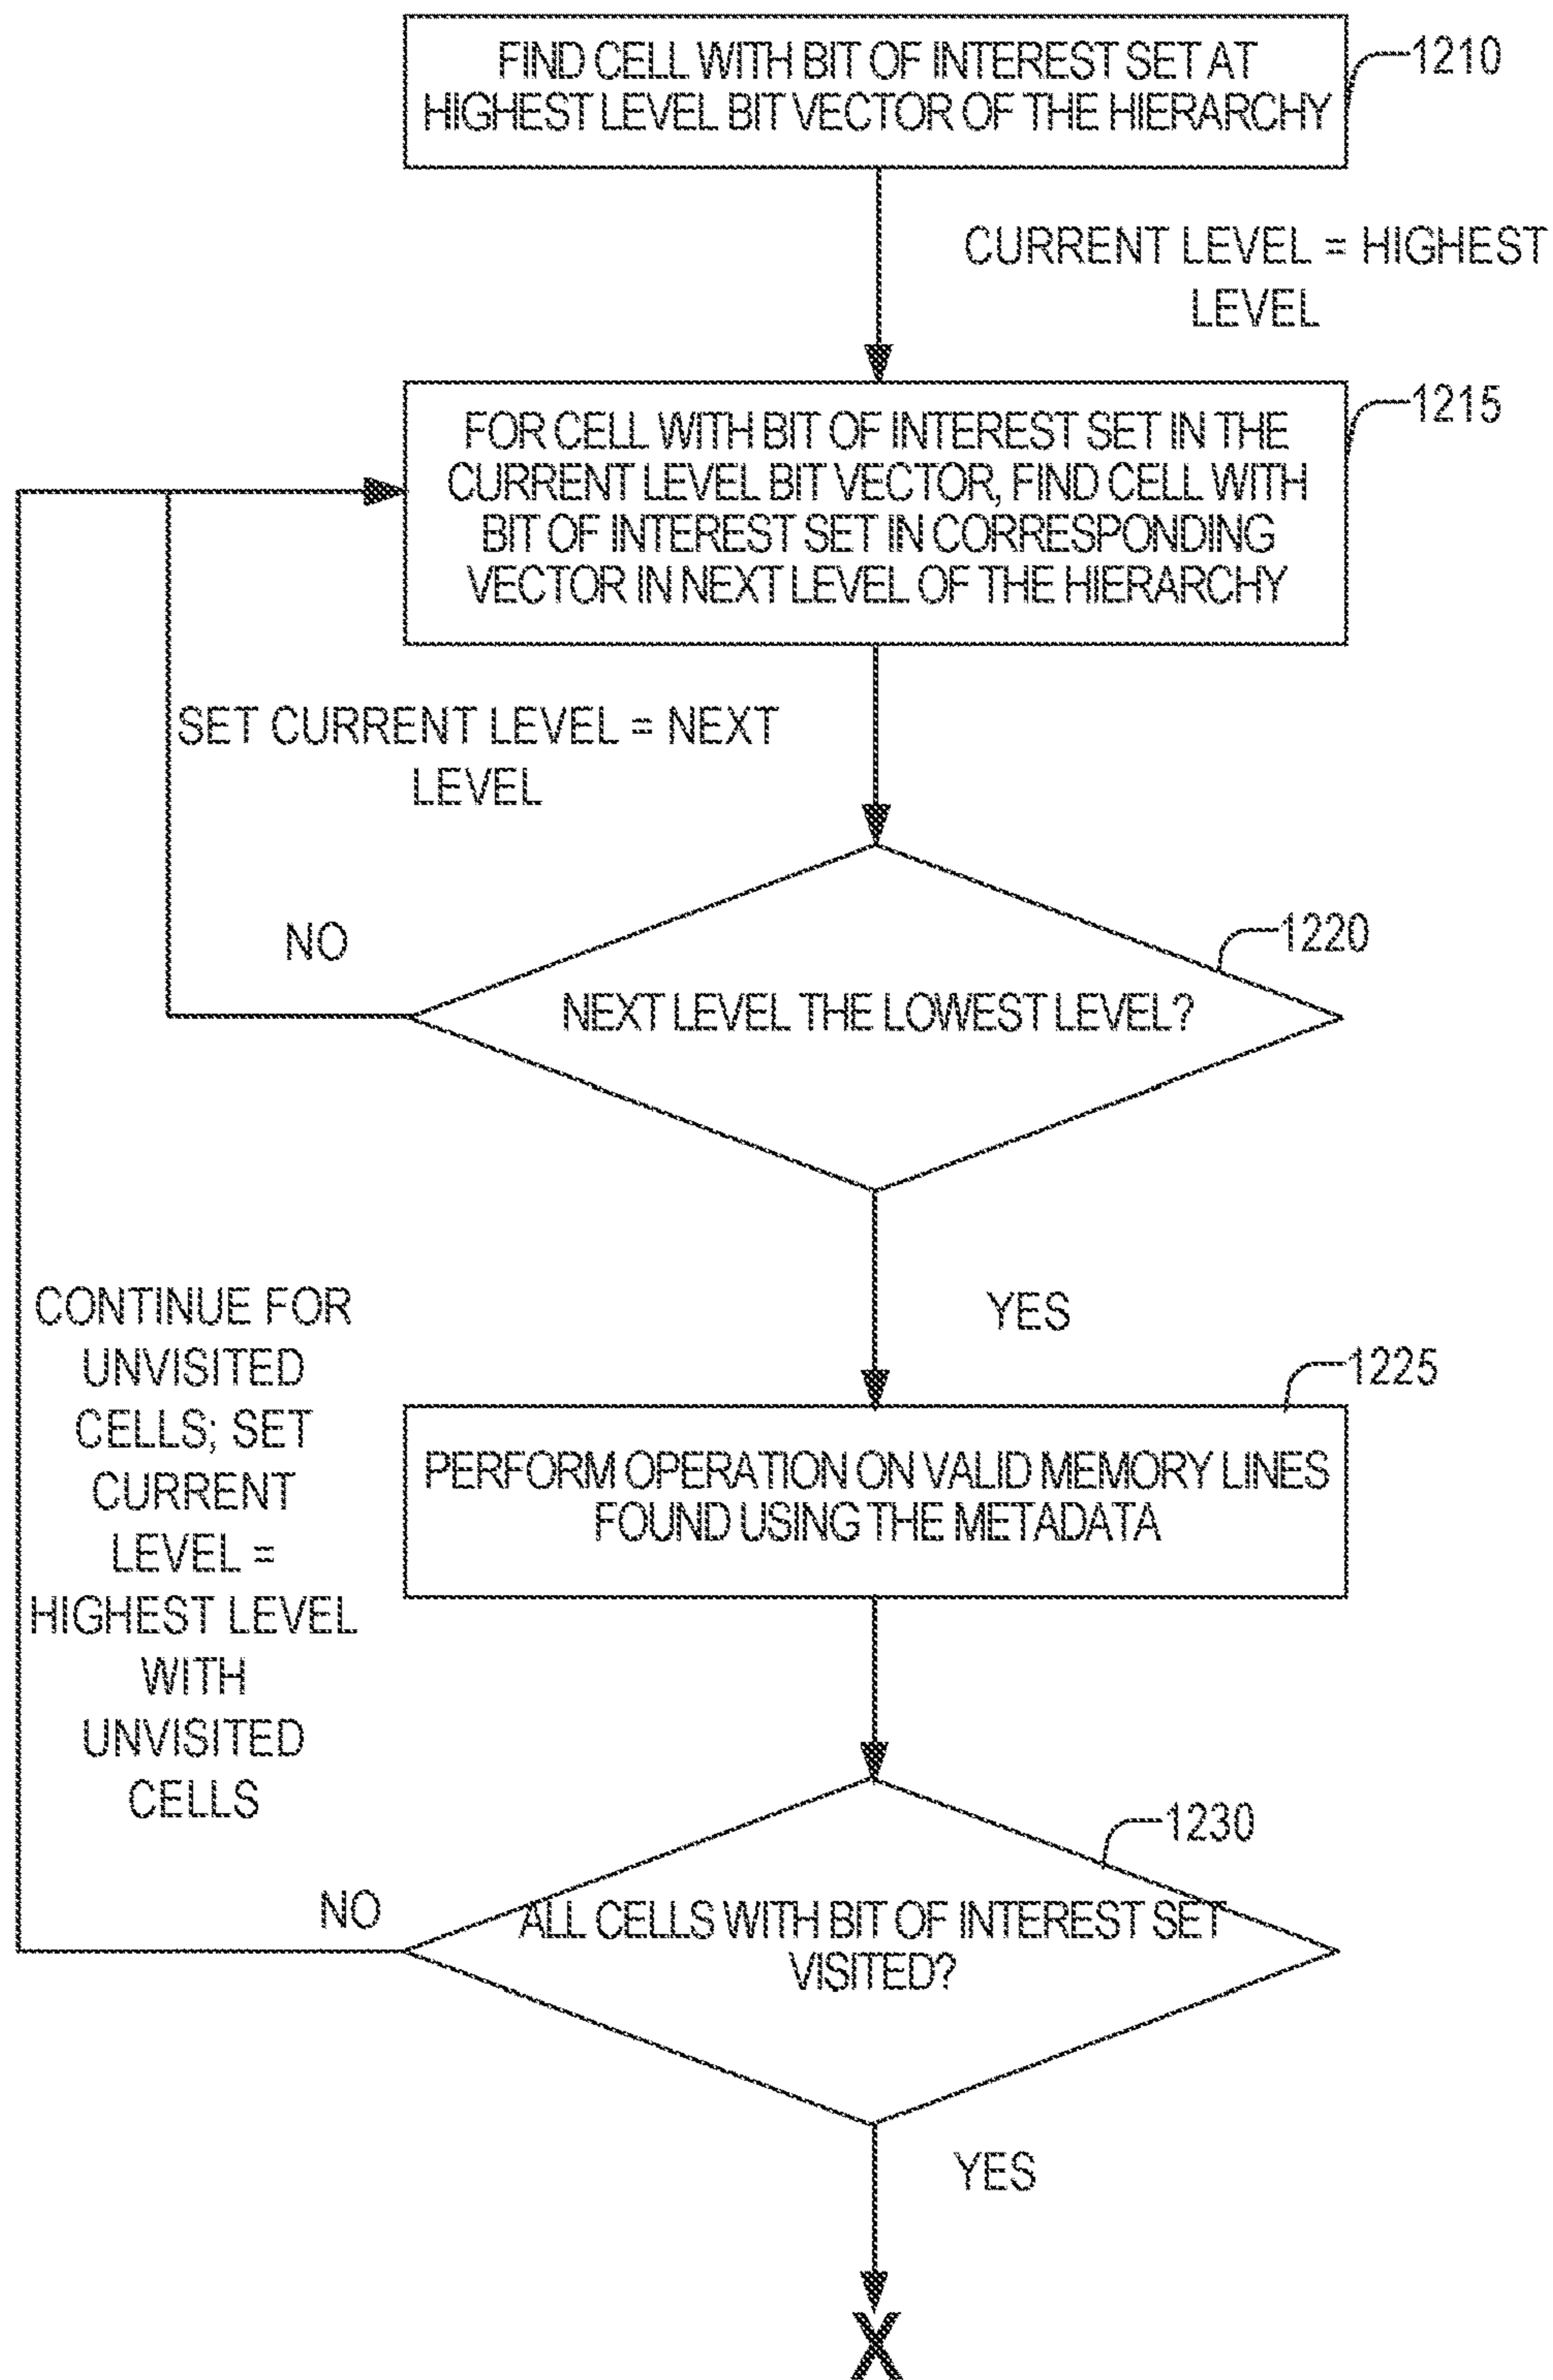 FIND CELL WITH BIT OF INTEREST SET AT
HIGHEST LEVEL BIT VECTOR OF THE HIERARCHY
1210
CURRENT LEVEL = HIGHEST
LEVEL
FOR CELL WITH BIT OF INTEREST SET IN THE
CURRENT LEVEL BIT VECTOR, FIND CELL WITH
BIT OF INTEREST SET IN CORRESPONDING
VECTOR IN NEXT LEVEL OF THE HIERARCHY
1215
SET CURRENT LEVEL = NEXT
LEVEL
NO
1220
NEXT LEVEL THE LOWEST LEVEL?
YES
1225
PERFORM OPERATION ON VALID MEMORY LINES
FOUND USING THE METADATA
CONTINUE FOR
UNVISITED
CELLS; SET
CURRENT
LEVEL =
HIGHEST LEVEL
WITH
UNVISITED
CELLS
1230
NO
ALL CELLS WITH BIT OF INTEREST SET
VISITED?
YES
X